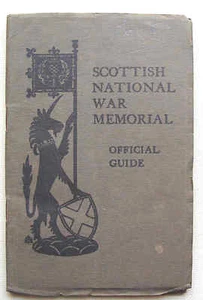 SCOTTISH
NATIONAL
WAR
MEMORIAL
OFFICIAL
GUIDE